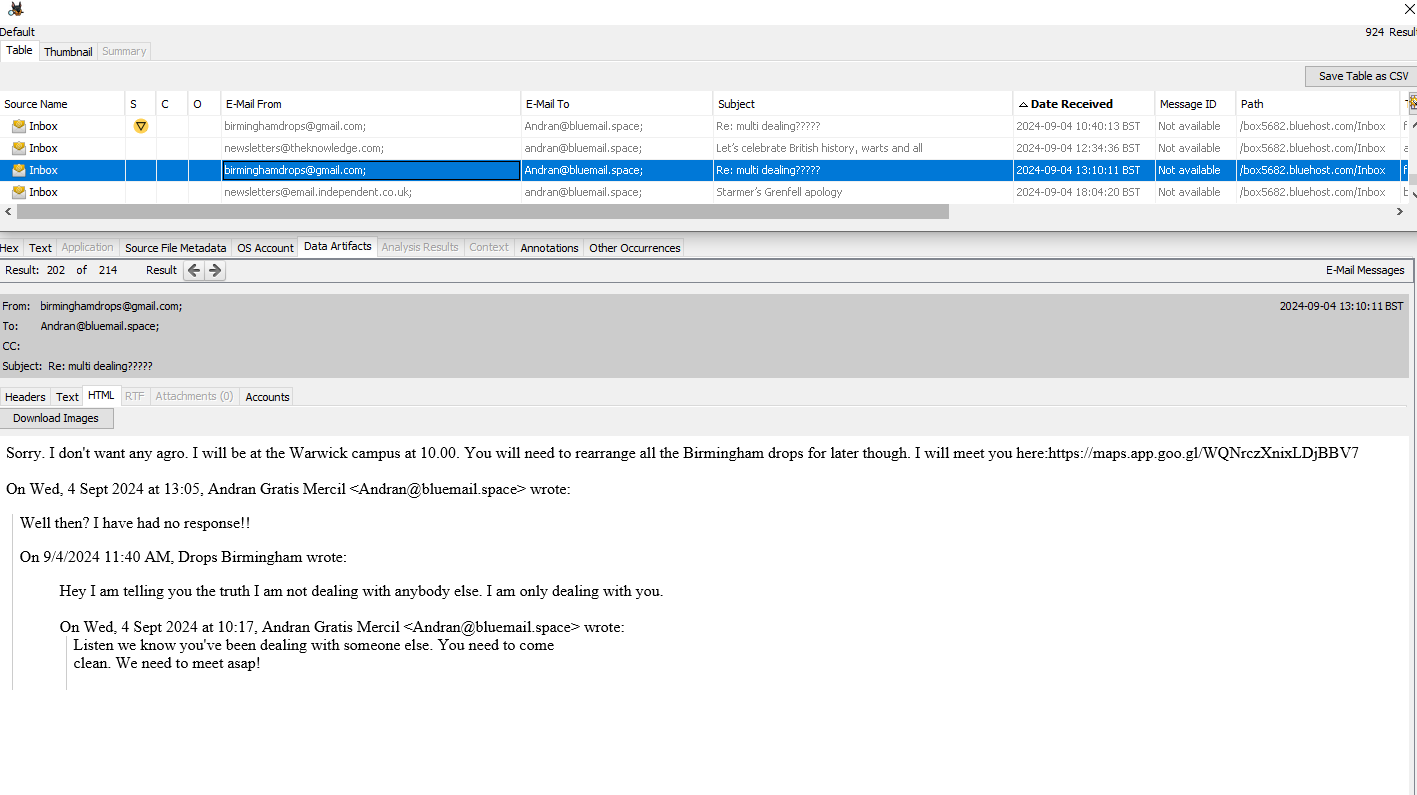 Default
924 Result
Table Thumbnail Summary
Save Table as CSV
Source Name S C O E-Mail From E-Mail To Subject Date Received Message ID Path
Inbox birminghamdrops@gmail.com; Andran@bluemail.space; Re: multi dealing????? 2024-09-04 10:40:13 BST Not available /box5682.bluehost.com/Inbox
Inbox newsletters@theknowledge.com; andran@bluemail.space; Let's celebrate British history, warts and all 2024-09-04 12:34:36 BST Not available /box5682.bluehost.com/Inbox
Inbox birminghamdrops@gmail.com; Andran@bluemail.space; Re: multi dealing????? 2024-09-04 13:10:11 BST Not available /box5682.bluehost.com/Inbox
Inbox newsletters@email.independent.co.uk; andran@bluemail.space; Starmer's Grenfell apology 2024-09-04 18:04:20 BST Not available /box5682.bluehost.com/Inbox
Hex Text Application Source File Metadata OS Account Data Artifacts Analysis Results Context Annotations Other Occurrences
Result: 202 of 214 Result E-Mail Messages
From: birminghamdrops@gmail.com; 2024-09-04 13:10:11 BST
To: Andran@bluemail.space;
CC:
Subject: Re: multi dealing?????
Headers Text HTML RTF Attachments (0) Accounts
Download Images
Sorry. I don't want any agro. I will be at the Warwick campus at 10.00. You will need to rearrange all the Birmingham drops for later though. I will meet you here:https://maps.app.goo.gl/WQNrczXnixLDjBBV7
On Wed, 4 Sept 2024 at 13:05, Andran Gratis Mercil <Andran@bluemail.space> wrote:
Well then? I have had no response!!
On 9/4/2024 11:40 AM, Drops Birmingham wrote:
Hey I am telling you the truth I am not dealing with anybody else. I am only dealing with you.
On Wed, 4 Sept 2024 at 10:17, Andran Gratis Mercil <Andran@bluemail.space> wrote:
Listen we know you've been dealing with someone else. You need to come
clean. We need to meet asap!